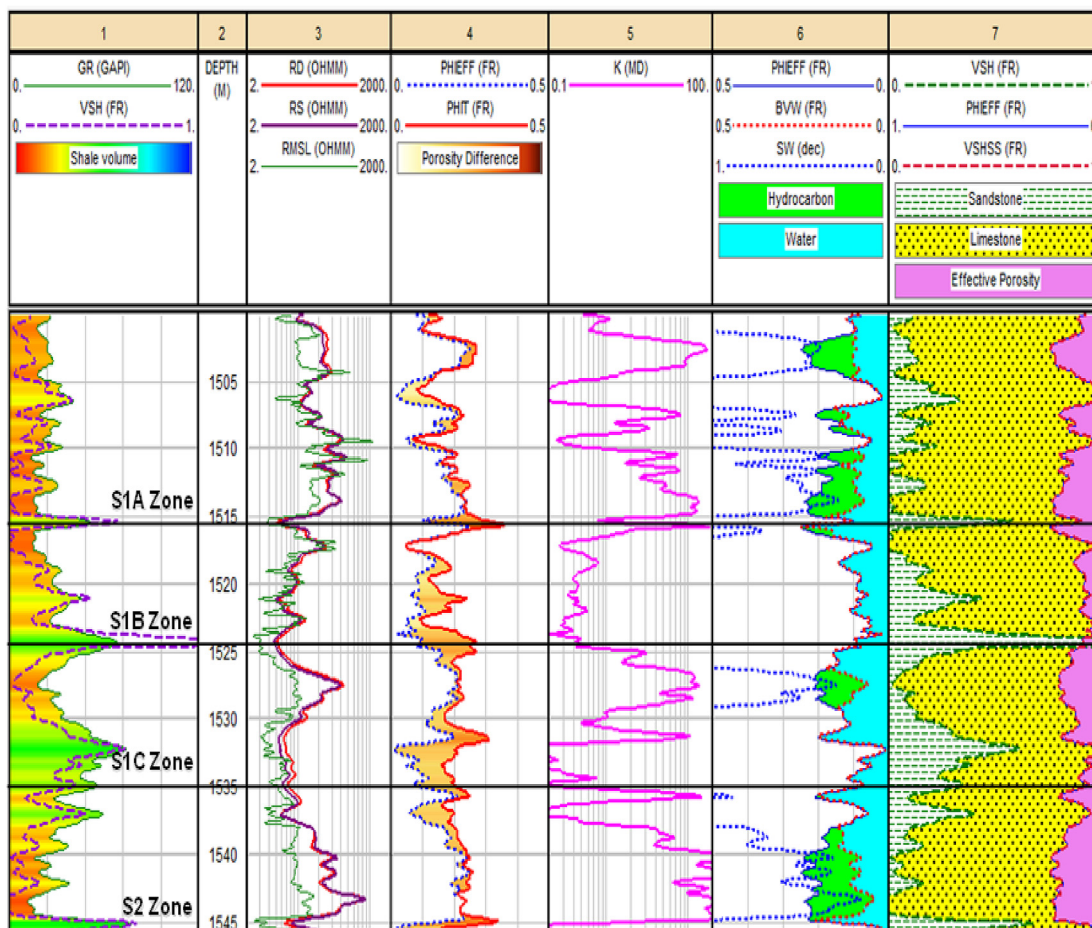 1 2 3 4 5 6 7
GR (GAPI)
0. 120.
VSH (FR)
0. 1.
Shale volume
DEPTH
(M)
RD (OHMM)
2. 2000.
RS (OHMM)
2. 2000.
RMSL (OHMM)
2. 2000.
PHIEFF (FR)
0. 0.5
PHIT (FR)
0. 0.5
Porosity Difference
K (MD)
0.1 100.
PHIEFF (FR)
0.5 0.
BVW (FR)
0.5 0.
SW (dec)
1. 0.
Hydrocarbon
Water
VSH (FR)
0.
PHIEFF (FR)
1.
VSHSS (FR)
0.
Sandstone
Limestone
Effective Porosity
1505
1510
S1A Zone
1515
1520
S1B Zone
1525
1530
S1C Zone
1535
1540
S2 Zone
1545